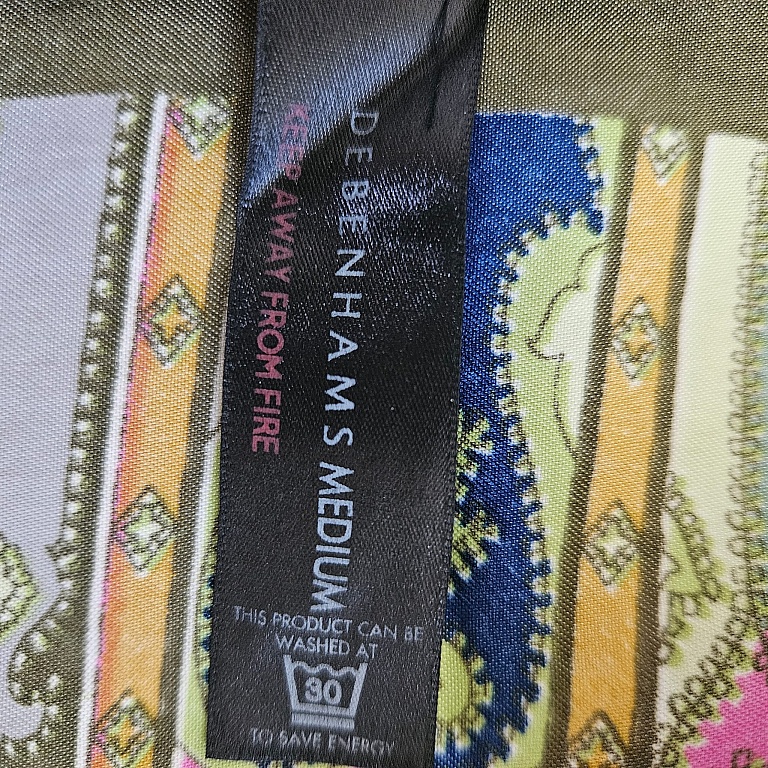 DEBENHAMS MEDIUM
KEEP AWAY FROM FIRE
THIS PRODUCT CAN BE
WASHED AT
30
TO SAVE ENERGY